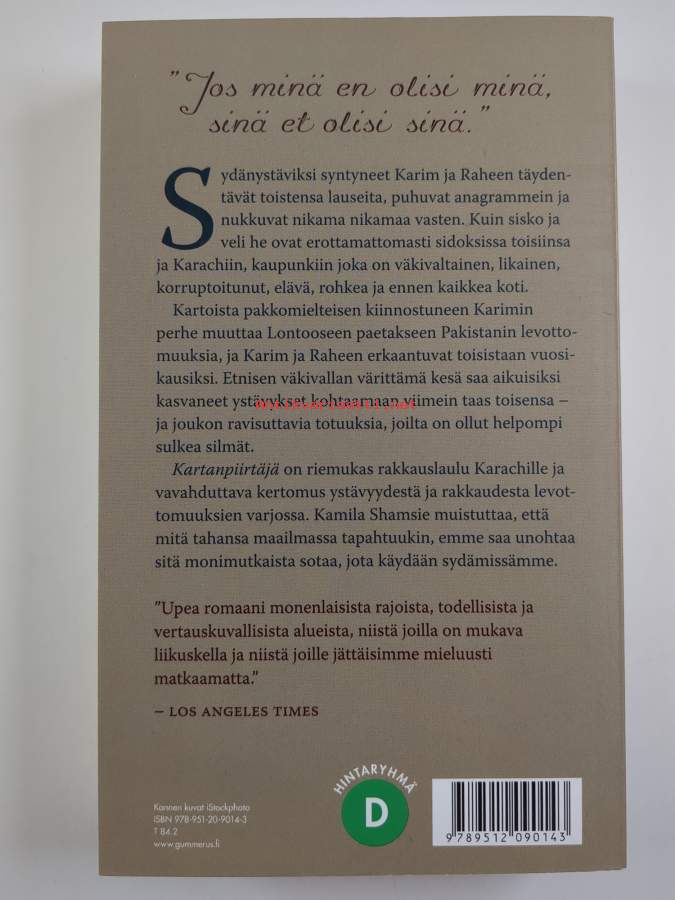 "Jos minä en olisi minä,
sinä et olisi sinä."
Sydänystäviksi syntyneet Karim ja Raheen täyden-
tävät toistensa lauseita, puhuvat anagrammein ja
nukkuvat nikama nikamaa vasten. Kuin sisko ja
veli he ovat erottamattomasti sidoksissa toisiinsa
ja Karachiin, kaupunkiin joka on väkivaltainen, likainen,
korruptoitunut, elävä, rohkea ja ennen kaikkea koti.
Kartoista pakkomielteisen kiinnostuneen Karimin
perhe muuttaa Lontooseen paetakseen Pakistanin levotto-
muuksia, ja Karim ja Raheen erkaantuvat toisistaan vuosi-
kausiksi. Etnisen väkivallan värittämä kesä saa aikuisiksi
kasvaneet ystävykset kohtaamaan viimein taas toisensa –
ja joukon ravisuttavia totuuksia, joilta on ollut helpompi
sulkea silmät.
Kartanpiirtäjä on riemukas rakkauslaulu Karachille ja
vavahduttava kertomus ystävyydestä ja rakkaudesta levot-
tomuuksien varjossa. Kamila Shamsie muistuttaa, että
mitä tahansa maailmassa tapahtuukin, emme saa unohtaa
sitä monimutkaista sotaa, jota käydään sydämissämme.
"Upea romaani monenlaisista rajoista, todellisista ja
vertauskuvallisista alueista, niistä joilla on mukava
liikuskella ja niistä joille jättäisimme mieluusti
matkaamatta."
– LOS ANGELES TIMES
HINTARYHMÄ
D
Kannen kuvat iStockphoto
ISBN 978-951-20-9014-3
T 84.2
www.gummerus.fi
9789512 090143